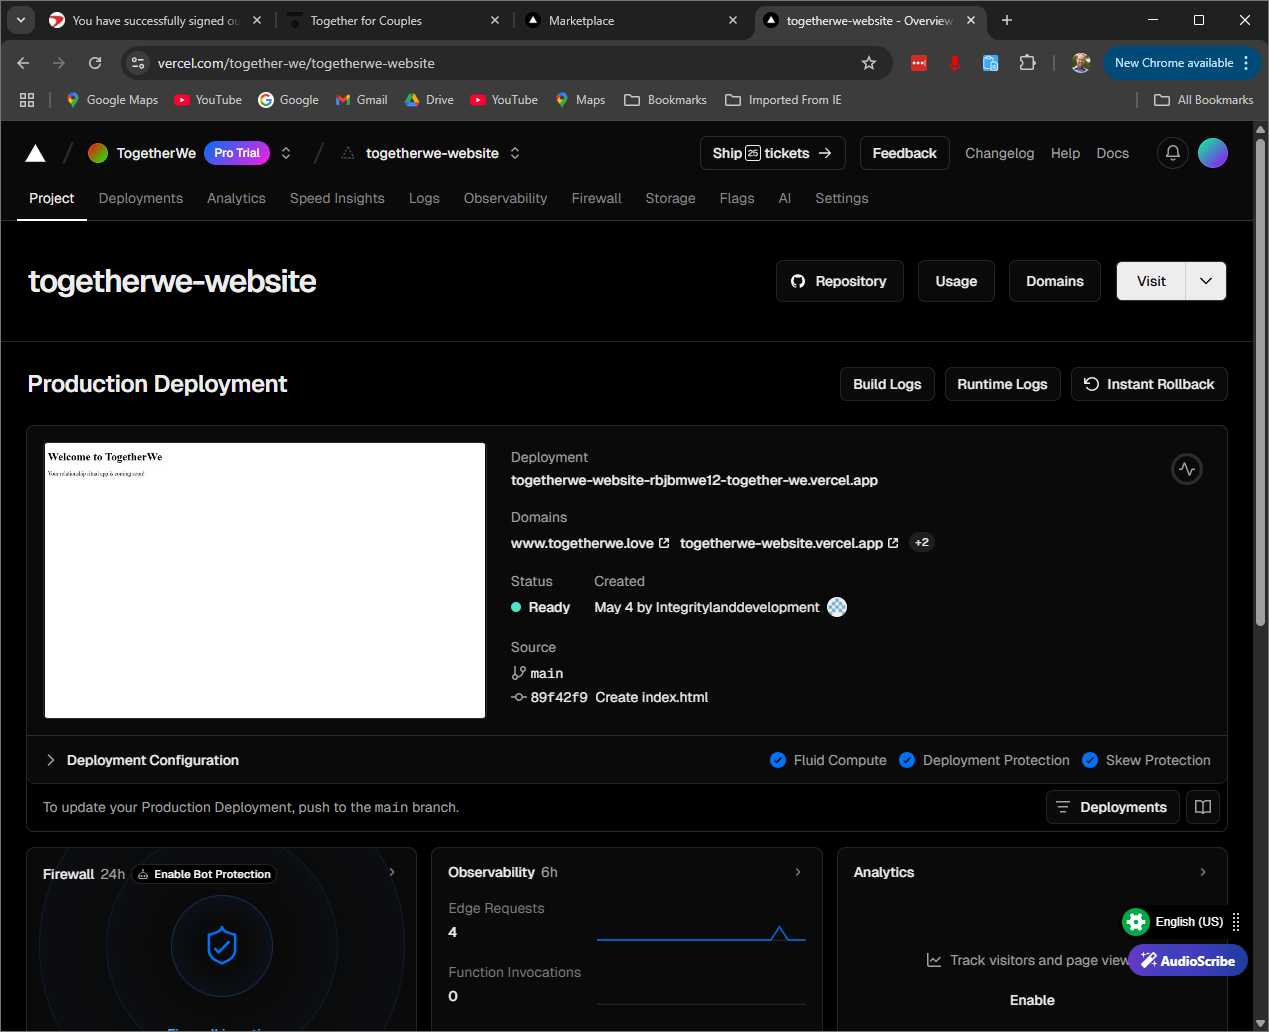 You have successfully signed ou
Together for Couples
Marketplace
togetherwe-website - Overview
vercel.com/together-we/togetherwe-website
New Chrome available
Google Maps
YouTube
Google
Gmail
Drive
YouTube
Maps
Bookmarks
Imported From IE
All Bookmarks
TogetherWe
Pro Trial
togetherwe-website
Ship 25 tickets
Feedback
Changelog
Help
Docs
Project
Deployments
Analytics
Speed Insights
Logs
Observability
Firewall
Storage
Flags
AI
Settings
togetherwe-website
Repository
Usage
Domains
Visit
Production Deployment
Build Logs
Runtime Logs
Instant Rollback
Welcome to TogetherWe
Your relationship ritual app is coming soon!
Deployment
togetherwe-website-rbjbmwe12-together-we.vercel.app
Domains
www.togetherwe.love togetherwe-website.vercel.app +2
Status Created
Ready May 4 by Integritylanddevelopment
Source
main
89f42f9 Create index.html
Deployment Configuration
Fluid Compute
Deployment Protection
Skew Protection
To update your Production Deployment, push to the main branch.
Deployments
Firewall 24h
Enable Bot Protection
Observability 6h
Edge Requests
4
Function Invocations
0
Analytics
Track visitors and page view
Enable
English (US)
AudioScribe